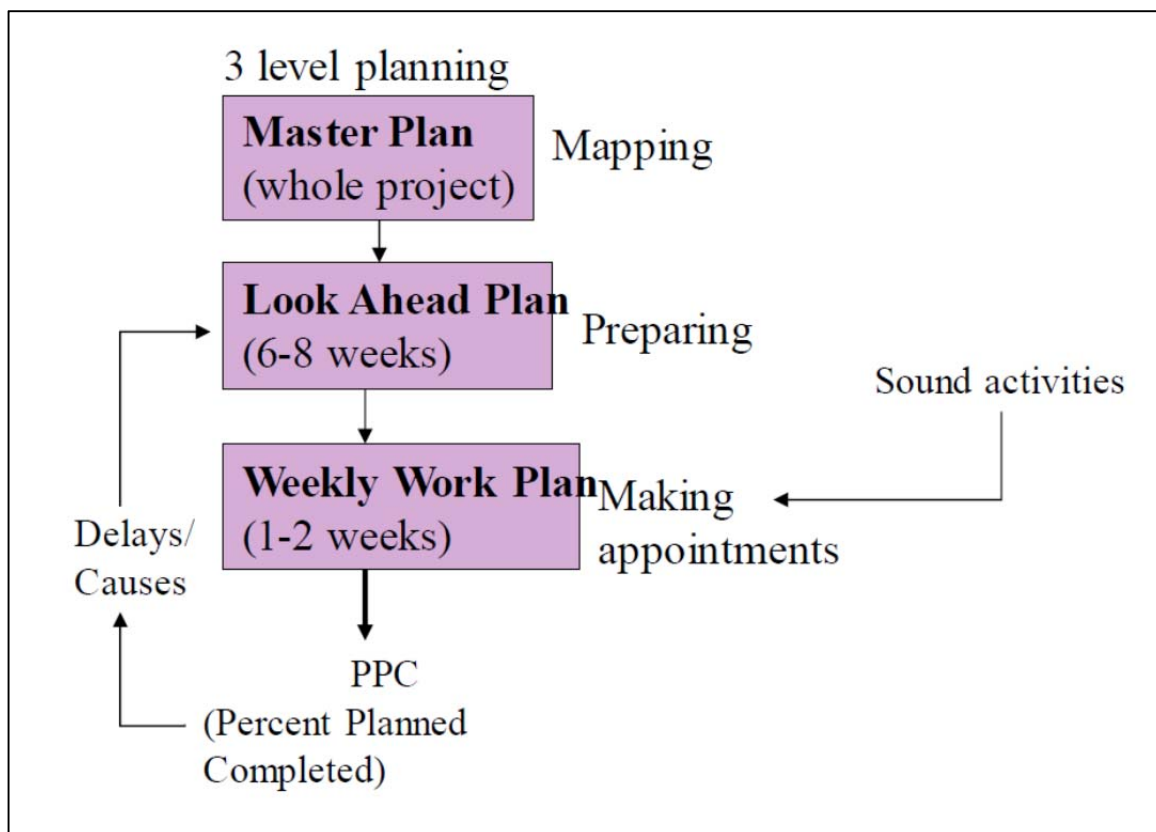 3 level planning
Master Plan
(whole project)
Mapping
Look Ahead Plan
(6-8 weeks)
Preparing
Sound activities
Weekly Work Plan
(1-2 weeks)
Making
appointments
Delays/
Causes
PPC
(Percent Planned
Completed)